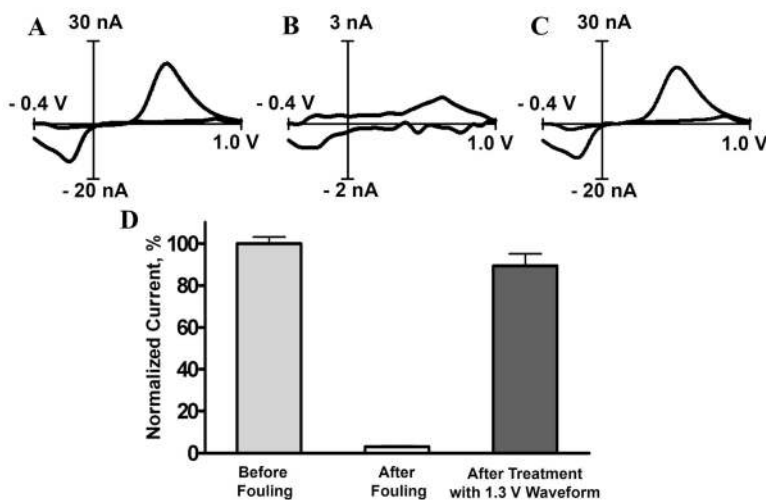 A
30 nA
- 0.4 V
1.0 V
- 20 nA
B
3 nA
- 0.4 V
1.0 V
- 2 nA
C
30 nA
- 0.4 V
1.0 V
- 20 nA
D
Normalized Current, %
100
80
60
40
20
0
Before
Fouling
After
Fouling
After Treatment
with 1.3 V Waveform